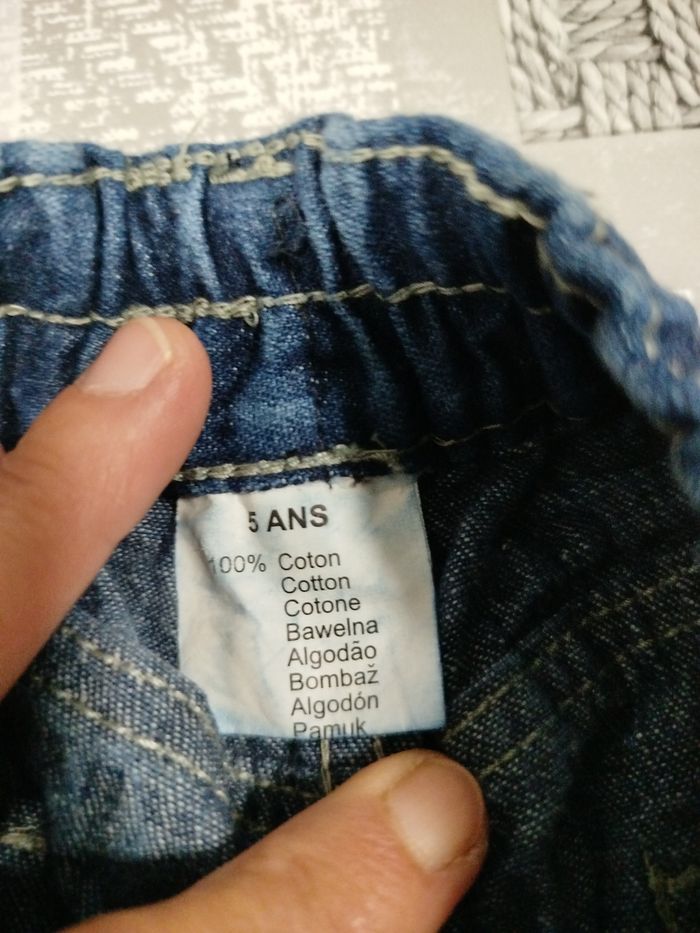 5 ANS
100% Coton
Cotton
Cotone
Bawelna
Algodão
Bombaž
Algodón
Pamuk